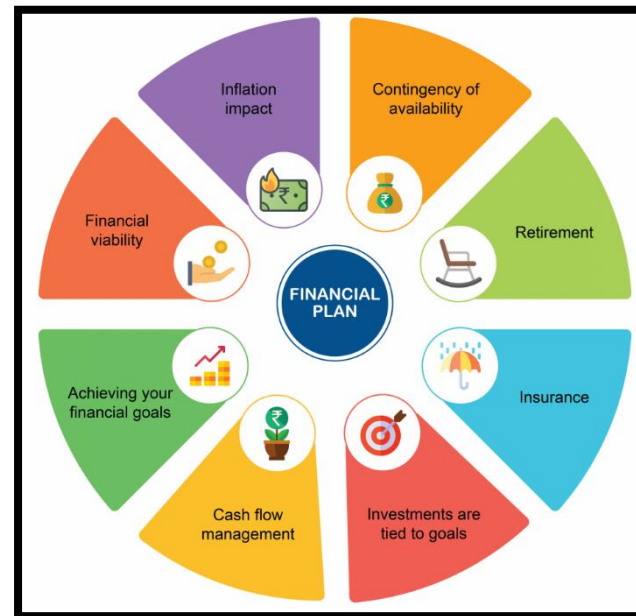 Inflation
impact
Contingency of
availability
Financial
viability
Retirement
FINANCIAL
PLAN
Achieving your
financial goals
Insurance
Cash flow
management
Investments are
tied to goals
₹
₹
₹